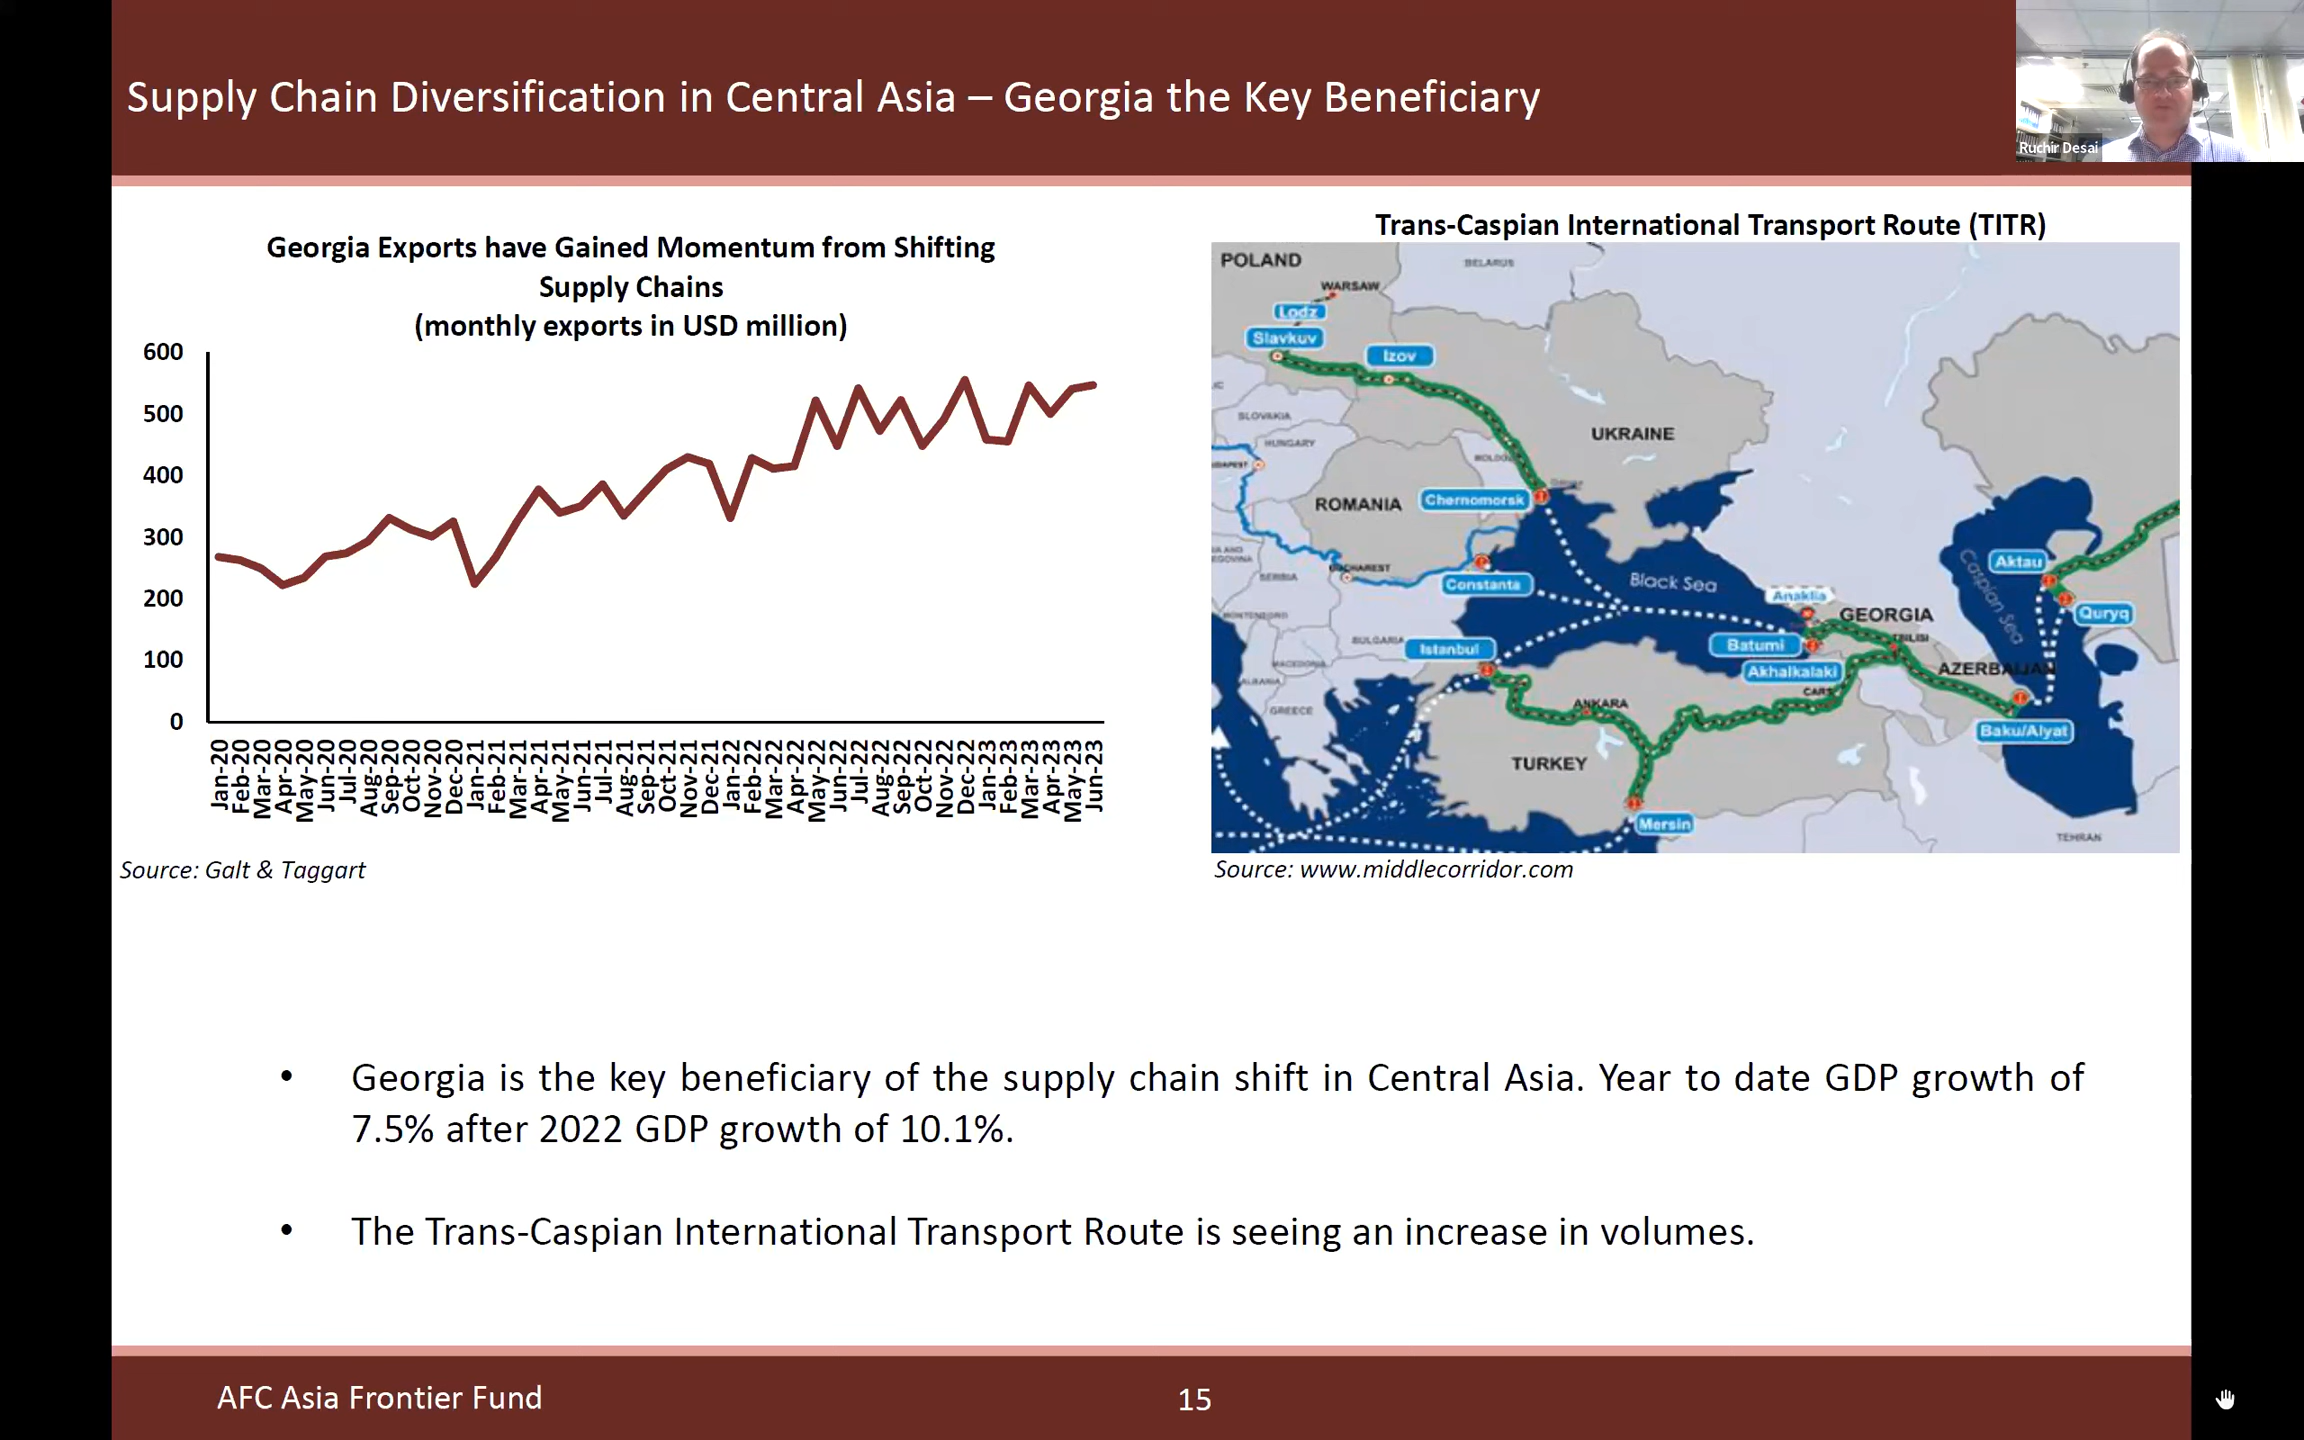 Supply Chain Diversification in Central Asia – Georgia the Key Beneficiary
Ruchir Desai
Georgia Exports have Gained Momentum from Shifting
Supply Chains
(monthly exports in USD million)
600
500
400
300
200
100
0
Jan-20
Feb-20
Mar-20
Apr-20
May-20
Jun-20
Jul-20
Aug-20
Sep-20
Oct-20
Nov-20
Dec-20
Jan-21
Feb-21
Mar-21
Apr-21
May-21
Jun-21
Jul-21
Aug-21
Sep-21
Oct-21
Nov-21
Dec-21
Jan-22
Feb-22
Mar-22
Apr-22
May-22
Jun-22
Jul-22
Aug-22
Sep-22
Oct-22
Nov-22
Dec-22
Jan-23
Feb-23
Mar-23
Apr-23
May-23
Jun-23
Source: Galt & Taggart
Trans-Caspian International Transport Route (TITR)
POLAND
BELARUS
WARSAW
Lodz
Slavkuv
Izov
SLOVAKIA
UKRAINE
HUNGARY
ROMANIA
Chernomorsk
Aktau
Caspian Sea
BUCHAREST
SERBIA
Constanta
Black Sea
Anaklia
GEORGIA
Quryq
MONTENEGRO
BULGARIA
Istanbul
Batumi
TBILISI
MACEDONIA
Akhalkalaki
AZERBAIJAN
ALBANIA
CARS
GREECE
ANKARA
Baku/Alyat
TURKEY
Mersin
TEHRAN
Source: www.middlecorridor.com
• Georgia is the key beneficiary of the supply chain shift in Central Asia. Year to date GDP growth of
7.5% after 2022 GDP growth of 10.1%.
• The Trans-Caspian International Transport Route is seeing an increase in volumes.
AFC Asia Frontier Fund
15